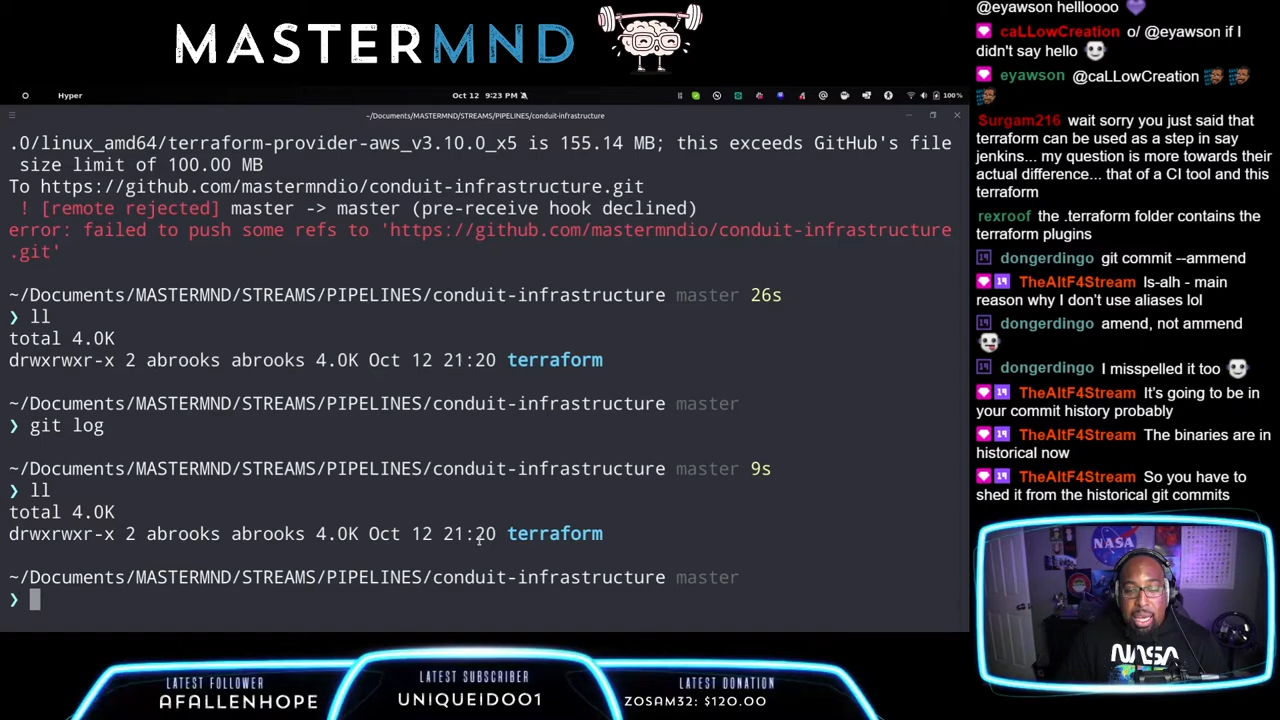 MASTERMND
Hyper
Oct 12 9:23 PM
100%
~/Documents/MASTERMND/STREAMS/PIPELINES/conduit-infrastructure
.0/linux_amd64/terraform-provider-aws_v3.10.0_x5 is 155.14 MB; this exceeds GitHub's file
size limit of 100.00 MB
To https://github.com/mastermndio/conduit-infrastructure.git
! [remote rejected] master -> master (pre-receive hook declined)
error: failed to push some refs to 'https://github.com/mastermndio/conduit-infrastructure
.git'
~/Documents/MASTERMND/STREAMS/PIPELINES/conduit-infrastructure master 26s
❯ ll
total 4.0K
drwxrwxr-x 2 abrooks abrooks 4.0K Oct 12 21:20 terraform
~/Documents/MASTERMND/STREAMS/PIPELINES/conduit-infrastructure master
❯ git log
~/Documents/MASTERMND/STREAMS/PIPELINES/conduit-infrastructure master 9s
❯ ll
total 4.0K
drwxrwxr-x 2 abrooks abrooks 4.0K Oct 12 21:20 terraform
~/Documents/MASTERMND/STREAMS/PIPELINES/conduit-infrastructure master
❯
@eyawson hellloooo
caLLowCreation o/ @eyawson if I
didn't say hello
eyawson @caLLowCreation
Surgam216 wait sorry you just said that
terraform can be used as a step in say
jenkins... my question is more towards their
actual difference... that of a CI tool and this
terraform
rexroof the .terraform folder contains the
terraform plugins
dongerdingo git commit --ammend
TheAltF4Stream ls-alh - main
reason why I don't use aliases lol
dongerdingo amend, not ammend
dongerdingo I misspelled it too
TheAltF4Stream It's going to be in
your commit history probably
TheAltF4Stream The binaries are in
historical now
TheAltF4Stream So you have to
shed it from the historical git commits
NASA
NASA
LATEST FOLLOWER
AFALLENHOPE
LATEST SUBSCRIBER
UNIQUEID001
LATEST DONATION
ZOSAM32: $120.00